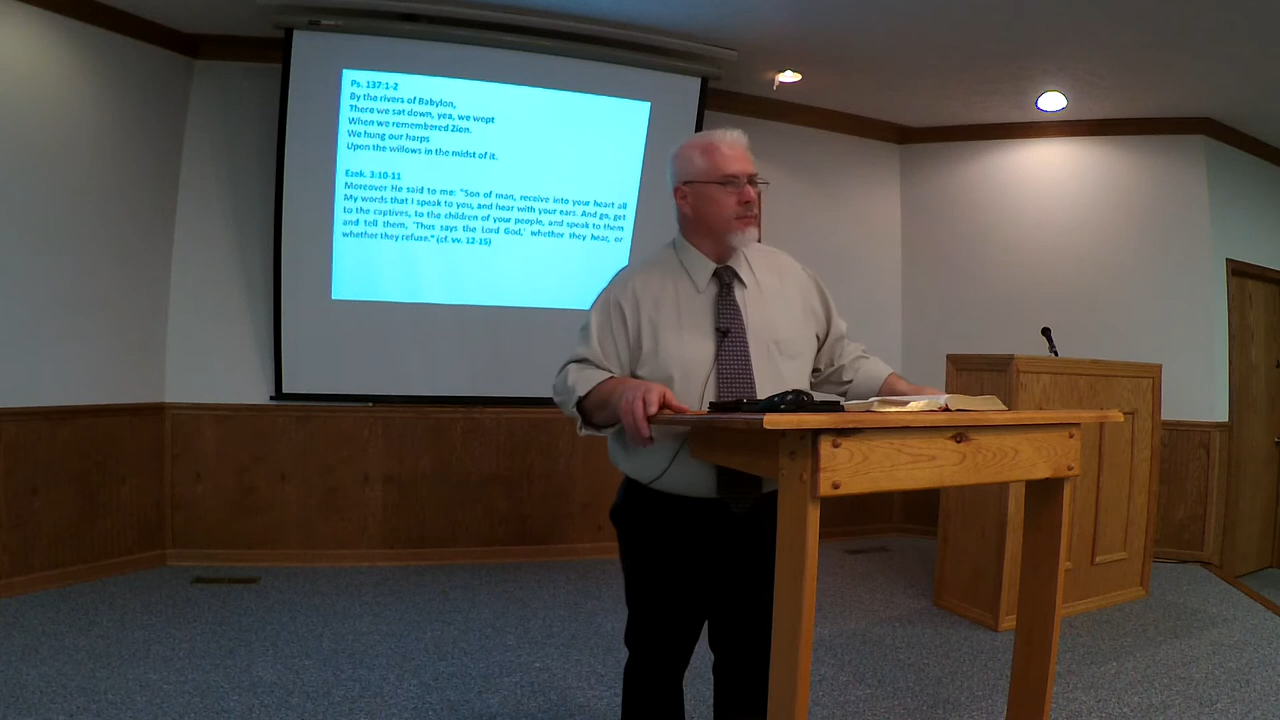 Ps. 137:1-2
By the rivers of Babylon,
There we sat down, yea, we wept
When we remembered Zion.
We hung our harps
Upon the willows in the midst of it.
Ezek. 3:10-11
Moreover He said to me: "Son of man, receive into your heart all
My words that I speak to you, and hear with your ears. And go, get
to the captives, to the children of your people, and speak to them
and tell them, 'Thus says the Lord God,' whether they hear, or
whether they refuse." (cf. vv. 12-15)